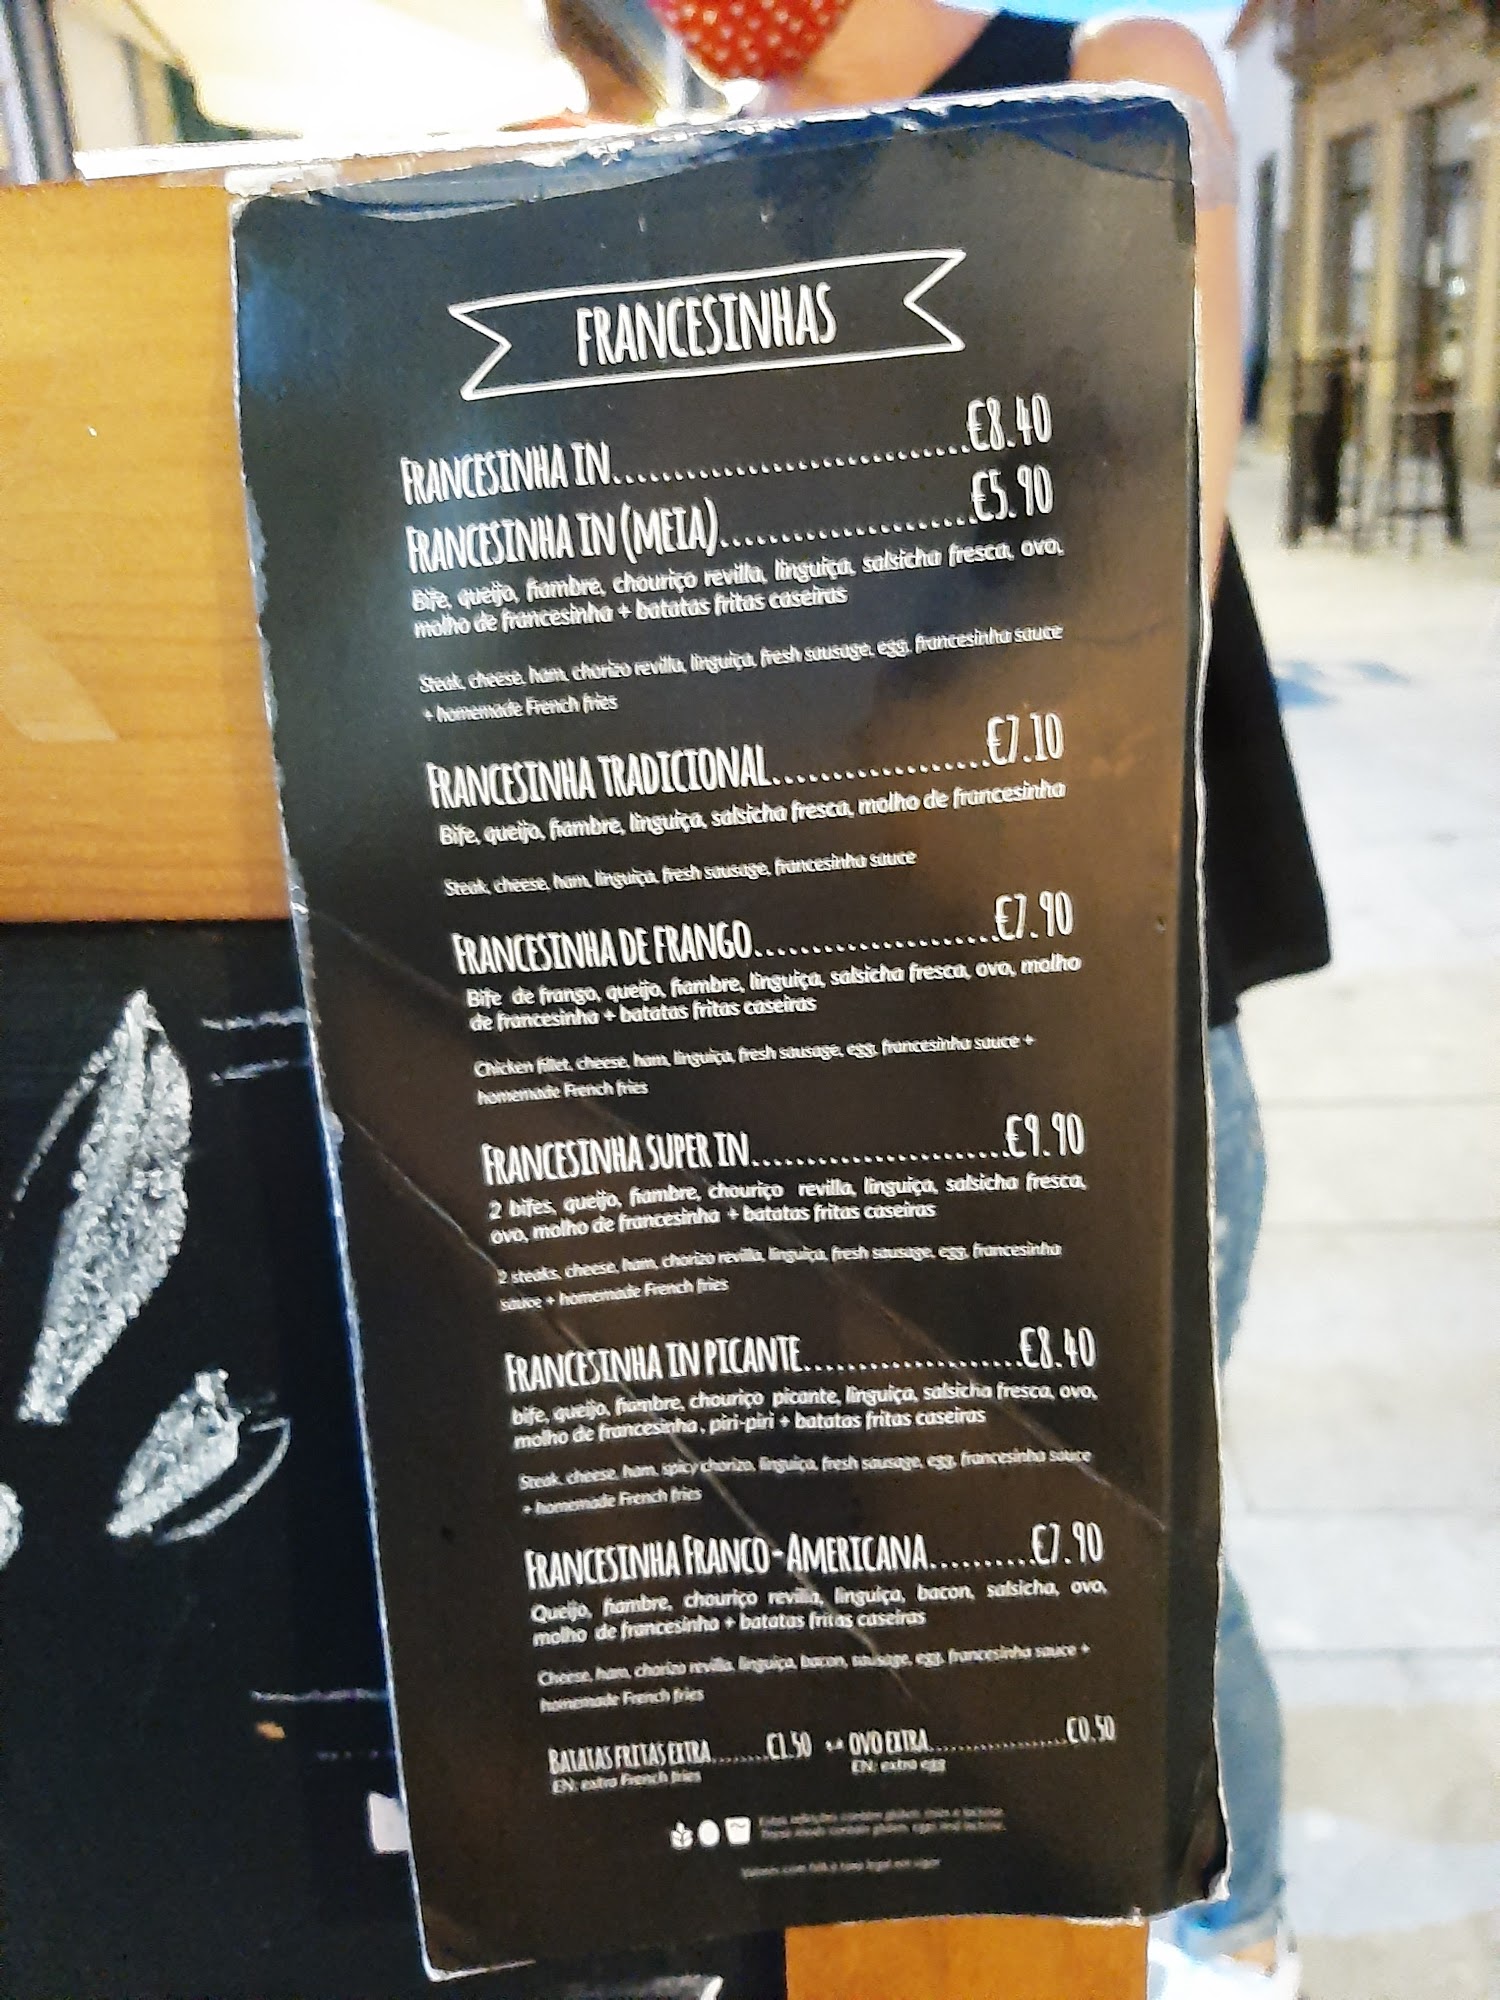 FRANCESINHAS
FRANCESINHA IN..............................€8.40
FRANCESINHA IN (MEIA).....................€5.90
Bife, queijo, fiambre, chouriço revilla, linguiça, salsicha fresca, ovo,
molho de francesinha + batatas fritas caseiras
Steak, cheese, ham, chorizo revilla, linguiça, fresh sausage, egg, francesinha sauce
+ homemade French fries
FRANCESINHA TRADICIONAL..................€7.10
Bife, queijo, fiambre, linguiça, salsicha fresca, molho de francesinha
Steak, cheese, ham, linguiça, fresh sausage, francesinha sauce
FRANCESINHA DE FRANGO....................€7.90
Bife de frango, queijo, fiambre, linguiça, salsicha fresca, ovo, molho
de francesinha + batatas fritas caseiras
Chicken fillet, cheese, ham, linguiça, fresh sausage, egg, francesinha sauce +
homemade French fries
FRANCESINHA SUPER IN......................€9.90
2 bifes, queijo, fiambre, chouriço revilla, linguiça, salsicha fresca,
ovo, molho de francesinha + batatas fritas caseiras
2 steaks, cheese, ham, chorizo revilla, linguiça, fresh sausage, egg, francesinha
sauce + homemade French fries
FRANCESINHA IN PICANTE...................€8.40
bife, queijo, fiambre, chouriço picante, linguiça, salsicha fresca, ovo,
molho de francesinha, piri-piri + batatas fritas caseiras
Steak, cheese, ham, spicy chorizo, linguiça, fresh sausage, egg, francesinha sauce
+ homemade French fries
FRANCESINHA FRANCO-AMERICANA..........€7.90
Queijo, fiambre, chouriço revilla, linguiça, bacon, salsicha, ovo,
molho de francesinha + batatas fritas caseiras
Cheese, ham, chorizo revilla, linguiça, bacon, sausage, egg, francesinha sauce +
homemade French fries
BATATAS FRITAS EXTRA.......€1.50 OVO EXTRA..................€0.50
EN: extra French fries EN: extra egg